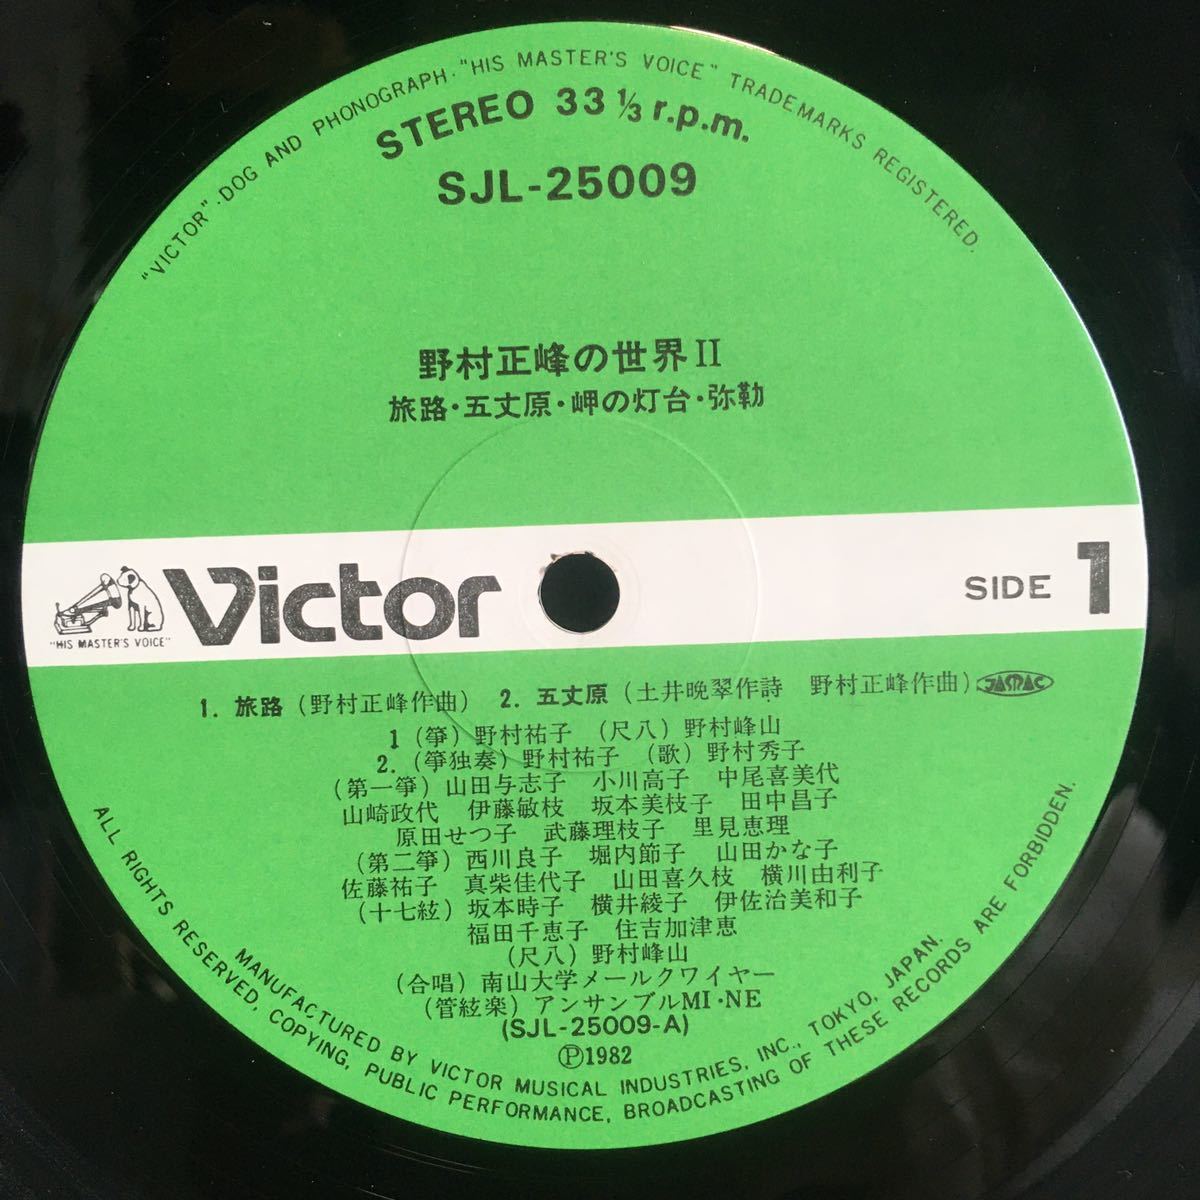 "VICTOR"·DOG AND PHONOGRAPH·"HIS MASTER'S VOICE" TRADEMARKS REGISTERED.
STEREO 33 1/3 r.p.m.
SJL-25009
野村正峰の世界II
旅路・五丈原・岬の灯台・弥勒
"HIS MASTER'S VOICE"
Victor
SIDE 1
1. 旅路(野村正峰作曲) 2. 五丈原(土井晩翠作詩 野村正峰作曲) JASRAC
1 (箏)野村祐子 (尺八)野村峰山
2. (箏独奏)野村祐子 (歌)野村秀子
(第一箏)山田与志子 小川高子 中尾喜美代
山崎政代 伊藤敏枝 坂本美枝子 田中昌子
原田せつ子 武藤理枝子 里見恵理
(第二箏)西川良子 堀内節子 山田かな子
佐藤祐子 真柴佳代子 山田喜久枝 横川由利子
(十七絃)坂本時子 横井綾子 伊佐治美和子
福田千恵子 住吉加津恵
(尺八)野村峰山
(合唱)南山大学メールクワイヤー
(管絃楽)アンサンブルMI・NE
(SJL-25009-A)
Ⓟ1982
MANUFACTURED BY VICTOR MUSICAL INDUSTRIES, INC., TOKYO, JAPAN.
ALL RIGHTS RESERVED, COPYING, PUBLIC PERFORMANCE, BROADCASTING OF THESE RECORDS ARE FORBIDDEN.